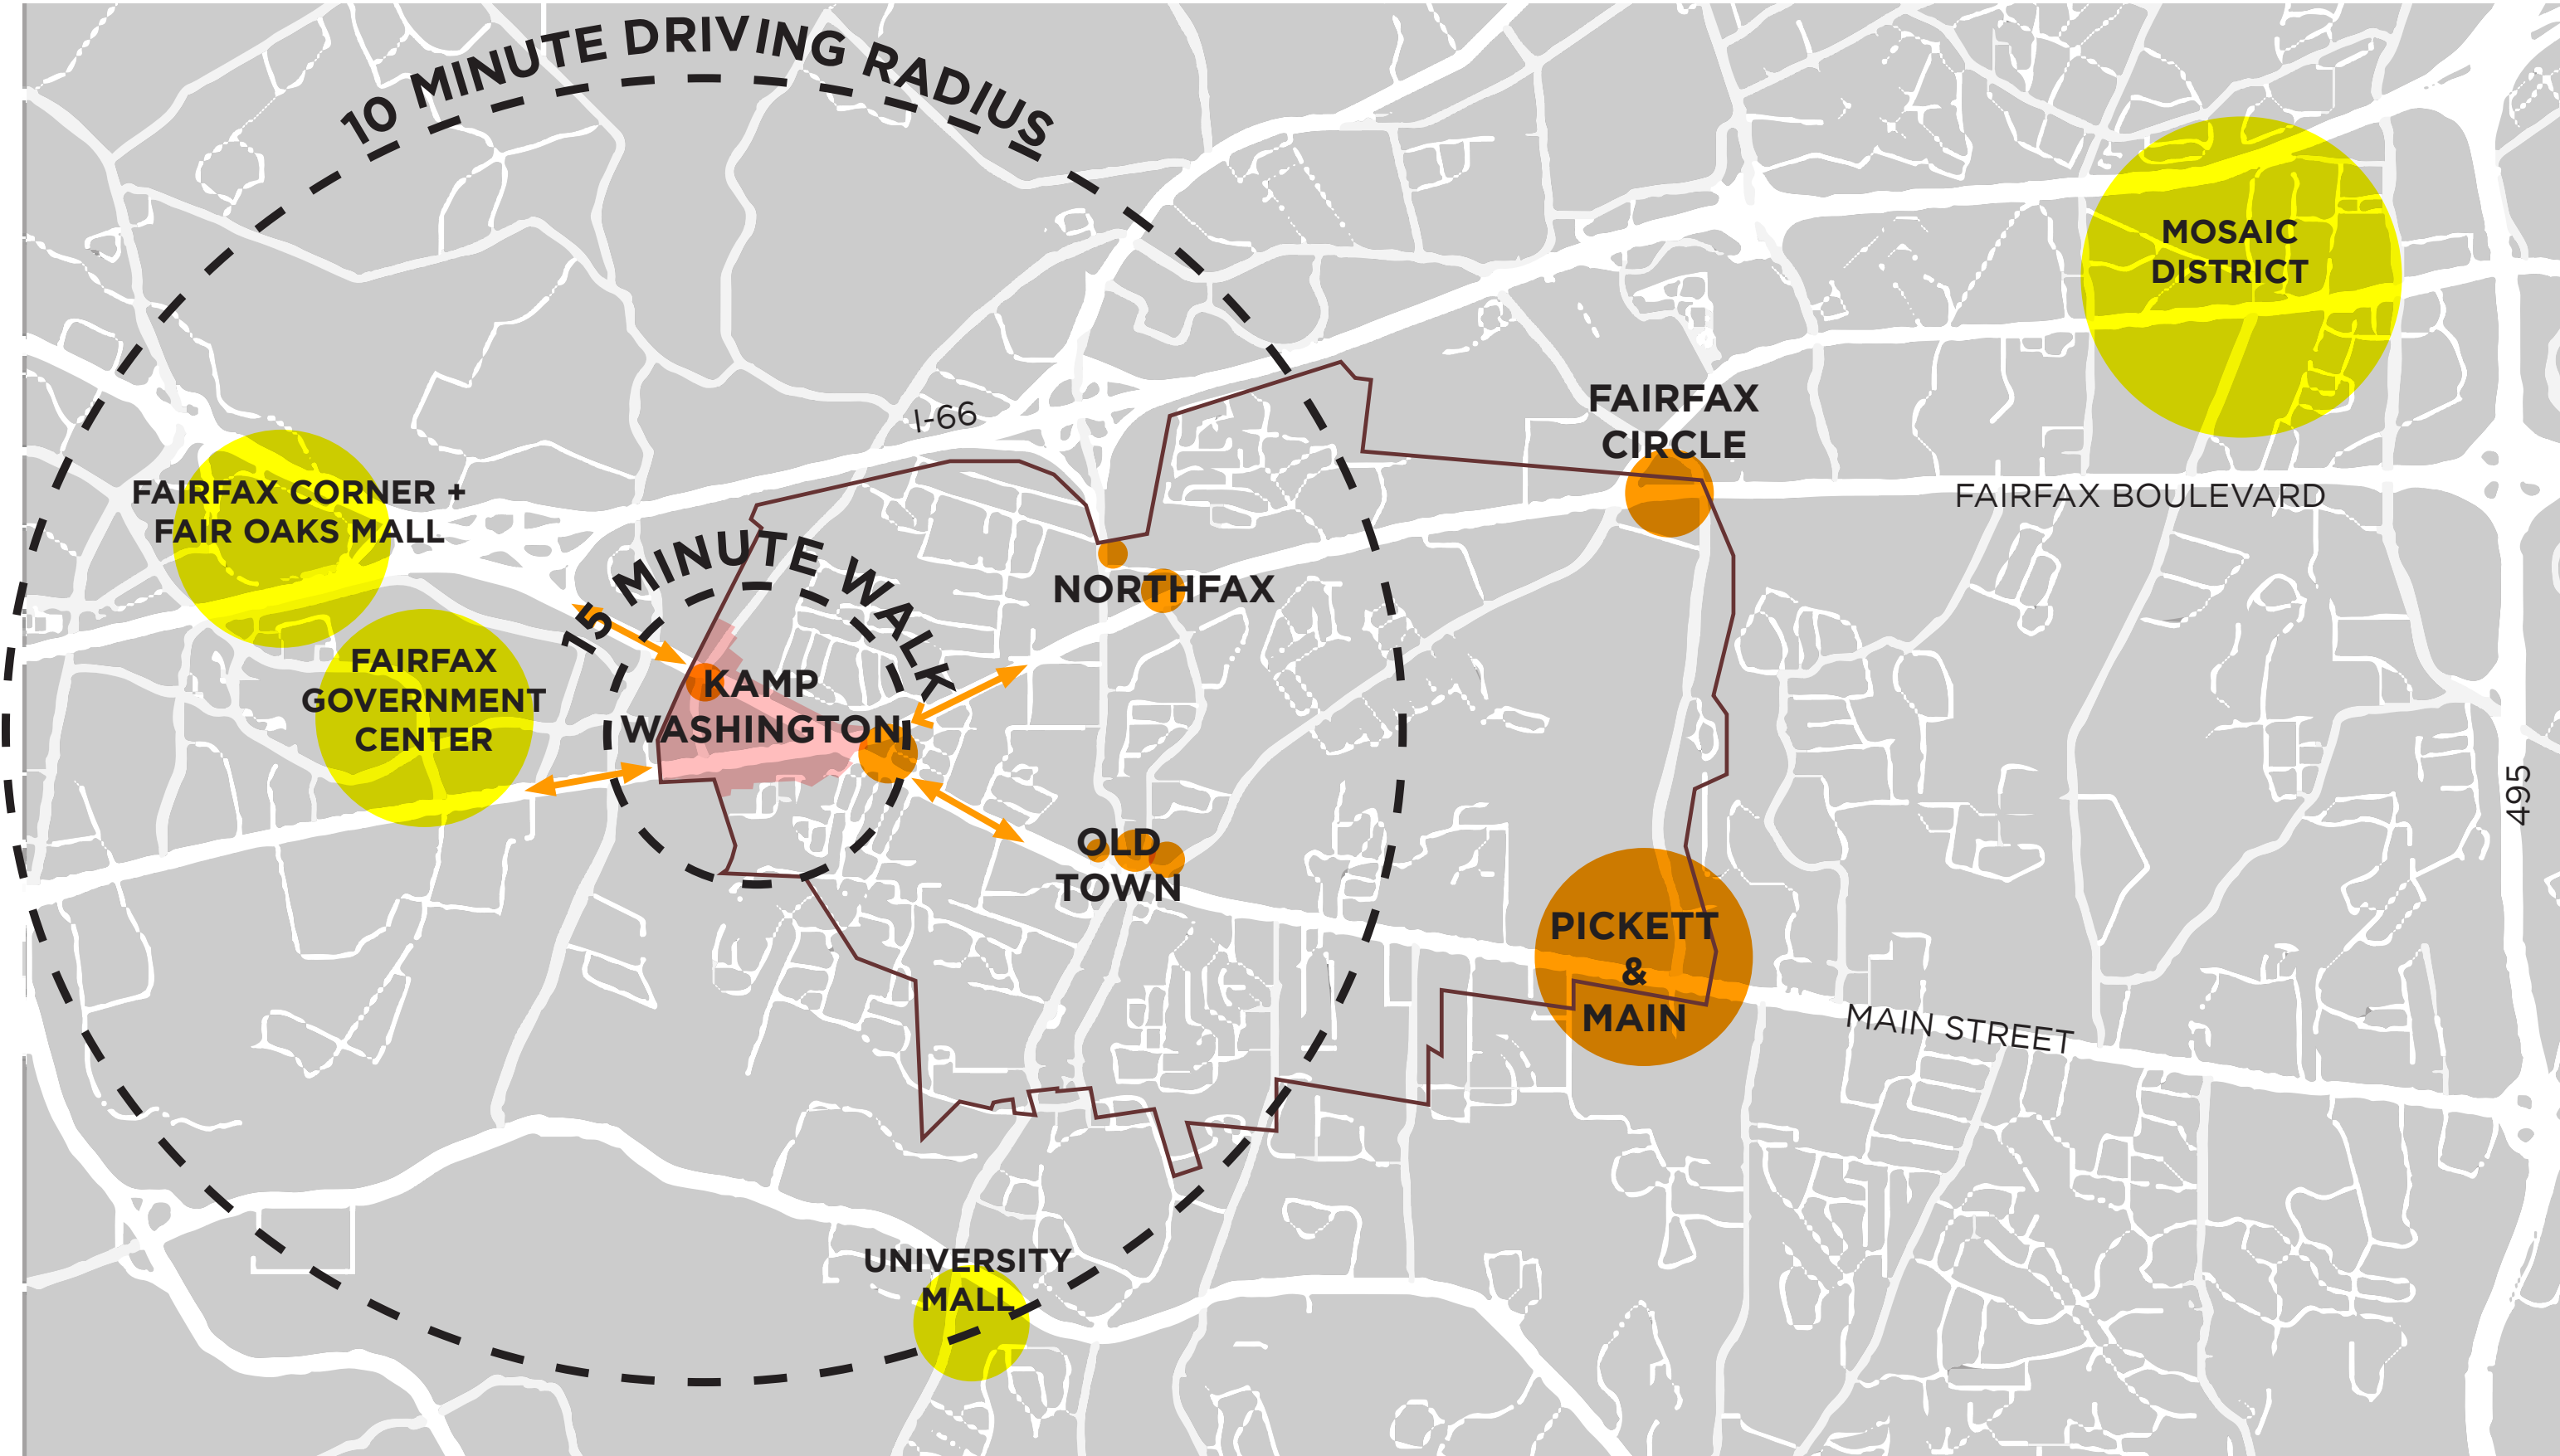 10 MINUTE DRIVING RADIUS
MOSAIC
DISTRICT
FAIRFAX
CIRCLE
I-66
FAIRFAX CORNER +
FAIR OAKS MALL
FAIRFAX BOULEVARD
15 MINUTE WALK
NORTHFAX
FAIRFAX
GOVERNMENT
CENTER
KAMP
WASHINGTON
495
OLD
TOWN
PICKETT
&
MAIN
MAIN STREET
UNIVERSITY
MALL